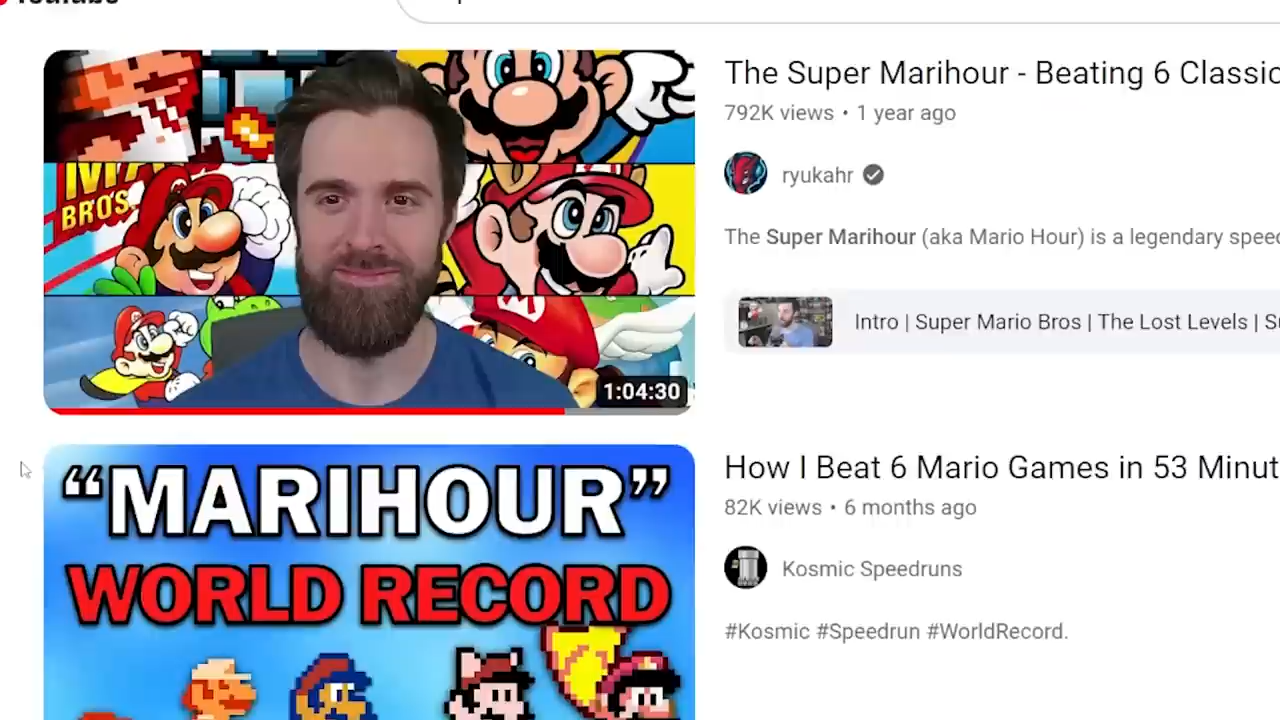 BROS.
1:04:30
The Super Marihour - Beating 6 Classic
792K views • 1 year ago
ryukahr
The Super Marihour (aka Mario Hour) is a legendary speed
Intro | Super Mario Bros | The Lost Levels | S
“MARIHOUR”
WORLD RECORD
How I Beat 6 Mario Games in 53 Minut
82K views • 6 months ago
Kosmic Speedruns
#Kosmic #Speedrun #WorldRecord.